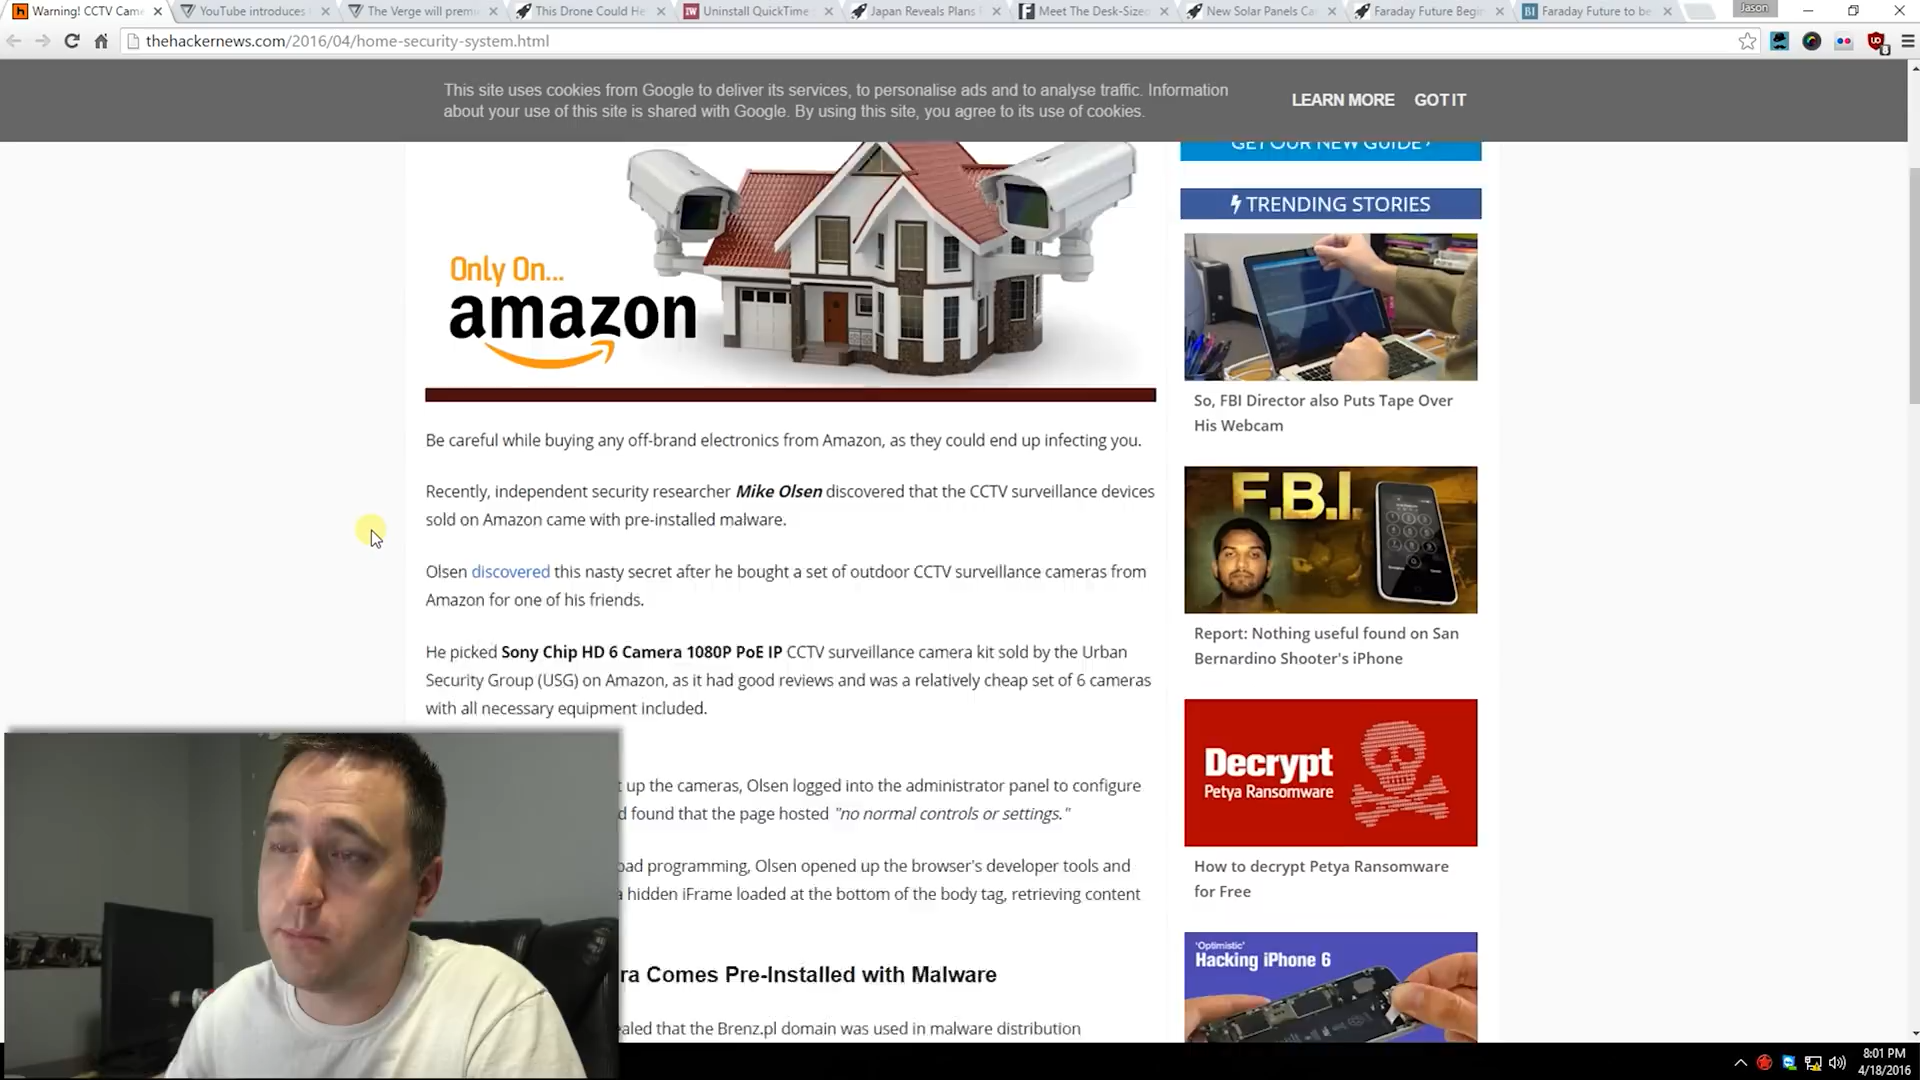 Warning! CCTV Came
YouTube introduces
The Verge will premi
This Drone Could He
Uninstall QuickTime
Japan Reveals Plans
Meet The Desk-Sized
New Solar Panels Ca
Faraday Future Begin
Faraday Future to be
Jason
thehackernews.com/2016/04/home-security-system.html
This site uses cookies from Google to deliver its services, to personalise ads and to analyse traffic. Information
about your use of this site is shared with Google. By using this site, you agree to its use of cookies.
LEARN MORE
GOT IT
GET OUR NEW GUIDE ›
Only On...
amazon
Be careful while buying any off-brand electronics from Amazon, as they could end up infecting you.
Recently, independent security researcher Mike Olsen discovered that the CCTV surveillance devices
sold on Amazon came with pre-installed malware.
Olsen discovered this nasty secret after he bought a set of outdoor CCTV surveillance cameras from
Amazon for one of his friends.
He picked Sony Chip HD 6 Camera 1080P PoE IP CCTV surveillance camera kit sold by the Urban
Security Group (USG) on Amazon, as it had good reviews and was a relatively cheap set of 6 cameras
with all necessary equipment included.
up the cameras, Olsen logged into the administrator panel to configure
found that the page hosted "no normal controls or settings."
bad programming, Olsen opened up the browser's developer tools and
a hidden iFrame loaded at the bottom of the body tag, retrieving content
ra Comes Pre-Installed with Malware
ealed that the Brenz.pl domain was used in malware distribution
TRENDING STORIES
So, FBI Director also Puts Tape Over
His Webcam
F.B.I.
Report: Nothing useful found on San
Bernardino Shooter's iPhone
Decrypt
Petya Ransomware
How to decrypt Petya Ransomware
for Free
'Optimistic'
Hacking iPhone 6
8:01 PM
4/18/2016